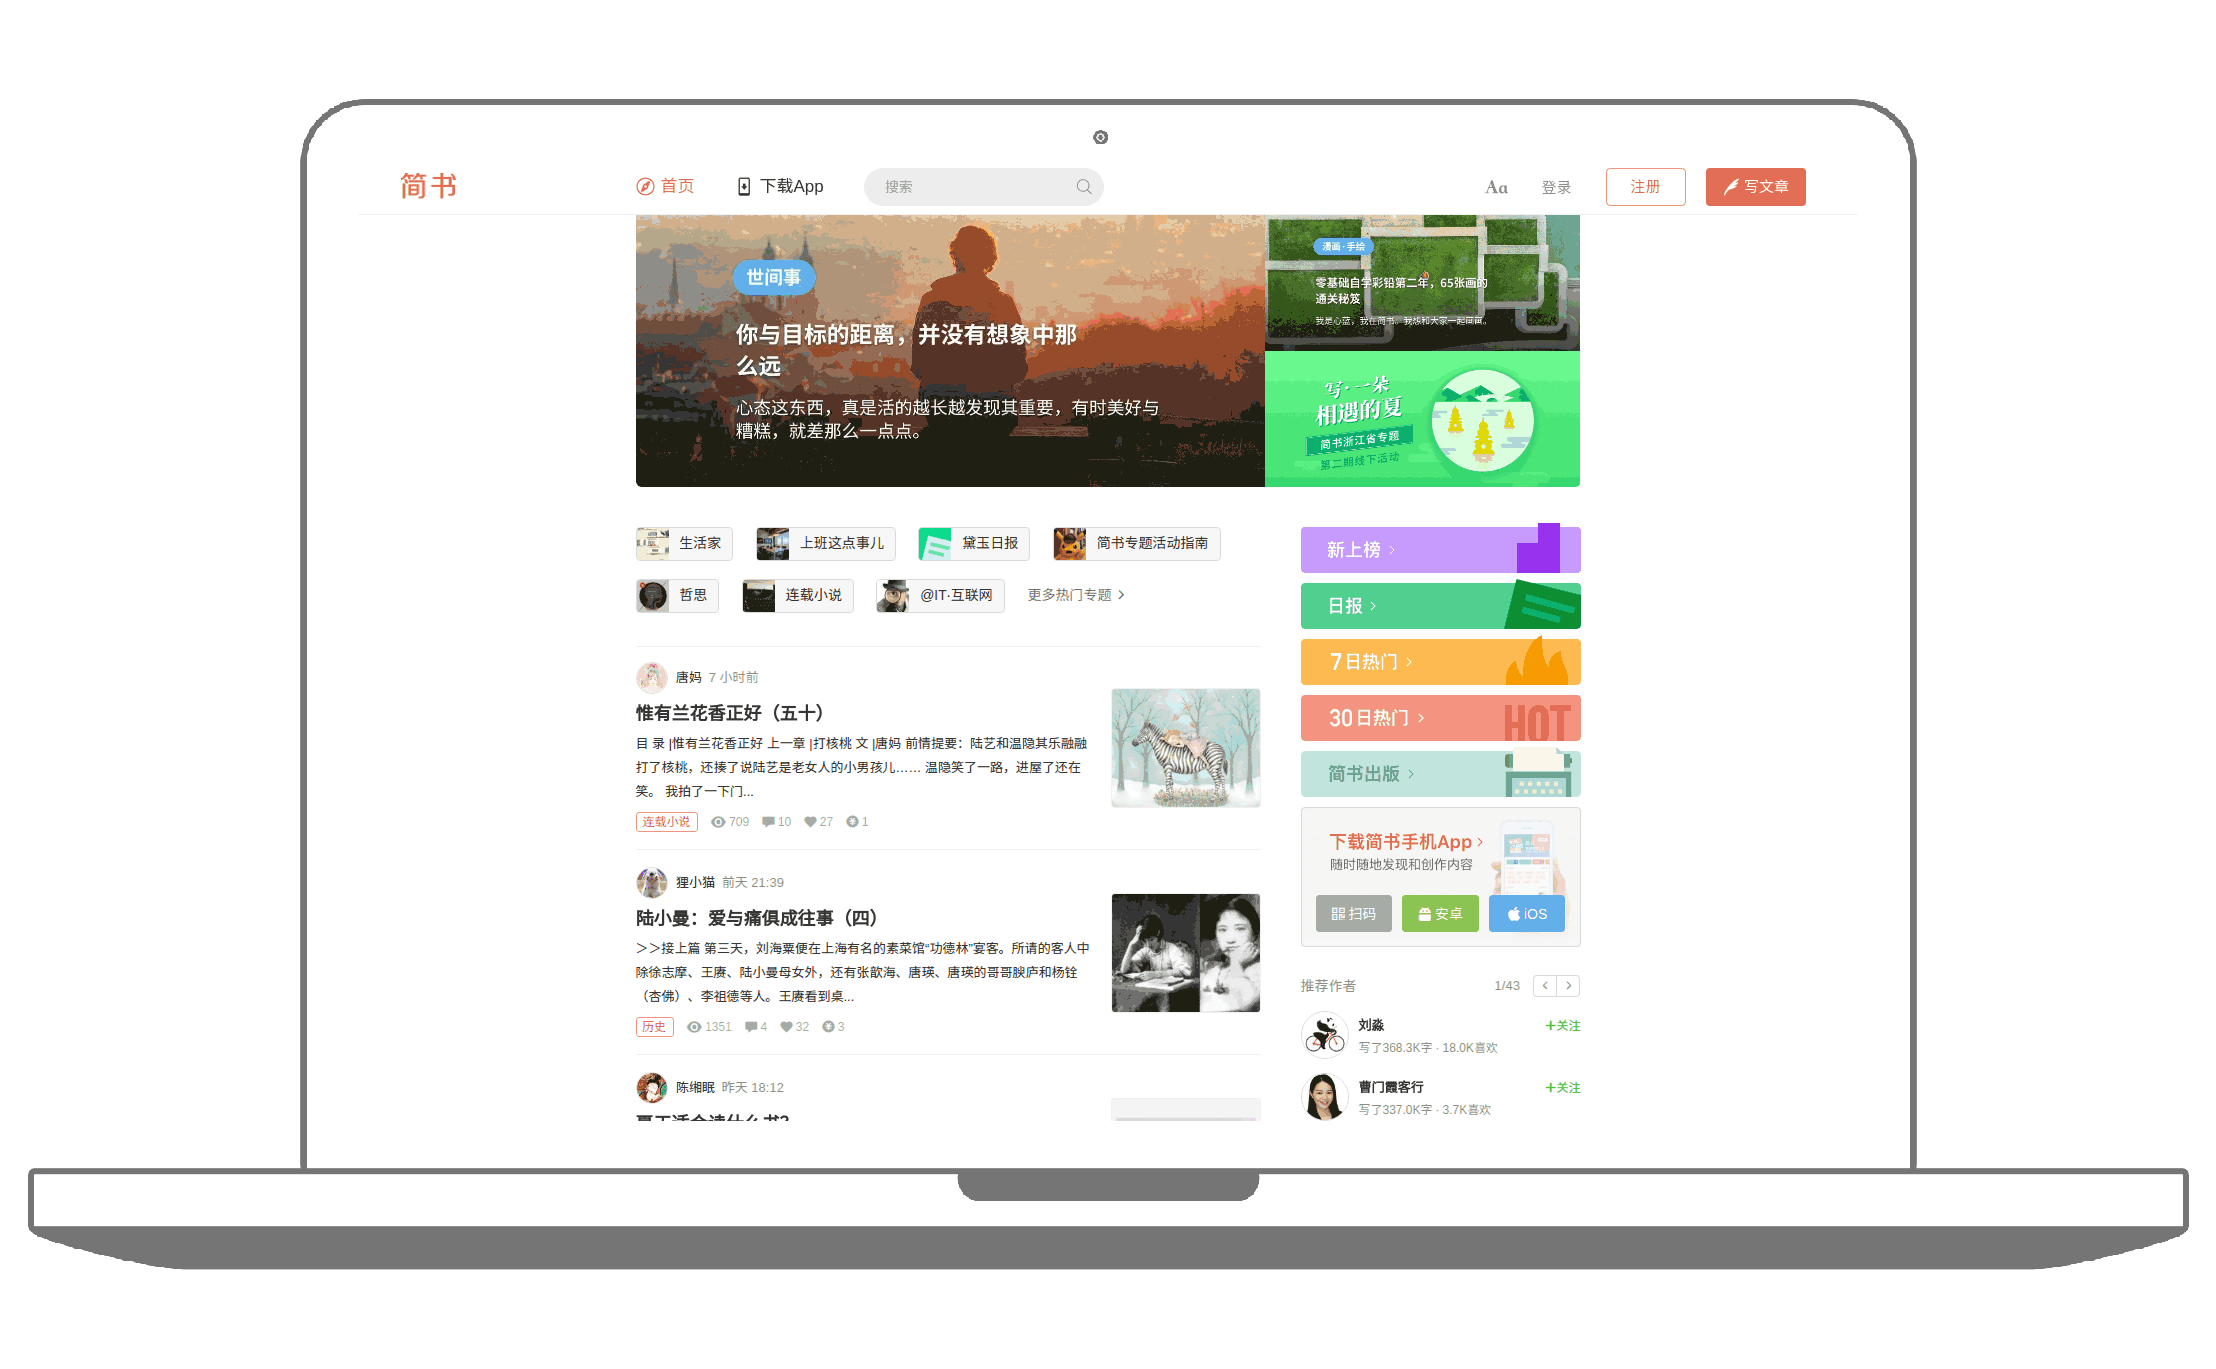 简书
首页
下载App
搜索
Aa
登录
注册
写文章
世间事
你与目标的距离，并没有想象中那
么远
心态这东西，真是活的越长越发现其重要，有时美好与
糟糕，就差那么一点点。
漫画·手绘
零基础自学彩铅第二年，65张画的
通关秘笈
我是心蓝，我在简书。我想和大家一起画画。
写·一朵
相遇的夏
简书浙江省专题
第二期线下活动
生活家
上班这点事儿
黛玉日报
简书专题活动指南
哲思
连载小说
@IT·互联网
更多热门专题 >
唐妈 7 小时前
惟有兰花香正好（五十）
目 录 |惟有兰花香正好 上一章 |打核桃 文 |唐妈 前情提要：陆艺和温隐其乐融融
打了核桃，还揍了说陆艺是老女人的小男孩儿…… 温隐笑了一路，进屋了还在
笑。 我拍了一下门...
连载小说 709 10 27 1
狸小猫 前天 21:39
陆小曼：爱与痛俱成往事（四）
＞＞接上篇 第三天，刘海粟便在上海有名的素菜馆“功德林”宴客。所请的客人中
除徐志摩、王赓、陆小曼母女外，还有张歆海、唐瑛、唐瑛的哥哥腴庐和杨铨
（杏佛）、李祖德等人。王赓看到桌...
历史 1351 4 32 3
陈缃眠 昨天 18:12
新上榜 >
日报 >
7日热门 >
30日热门 >
HOT
简书出版 >
下载简书手机App >
随时随地发现和创作内容
扫码
安卓
iOS
推荐作者
1/43
刘淼
+关注
写了368.3K字 · 18.0K喜欢
曹门霞客行
+关注
写了337.0K字 · 3.7K喜欢